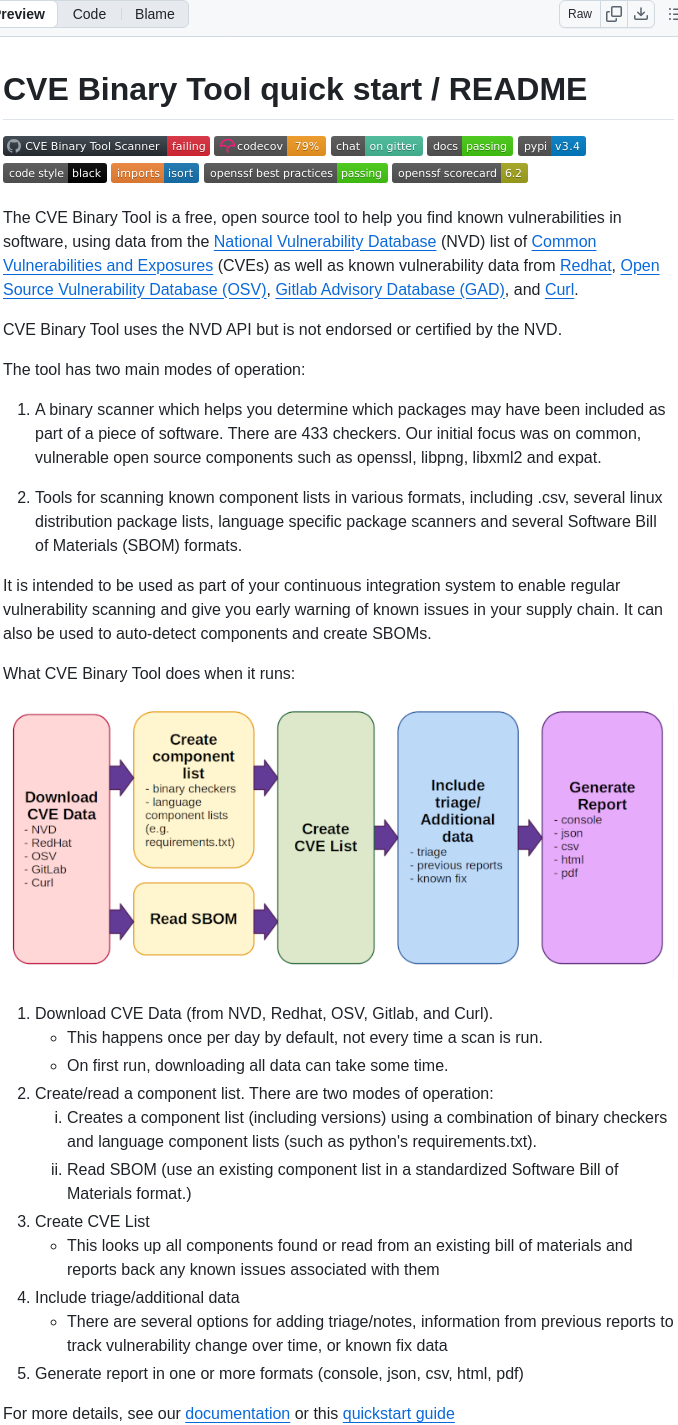 Preview Code Blame Raw
CVE Binary Tool quick start / README
CVE Binary Tool Scanner failing codecov 79% chat on gitter docs passing pypi v3.4
code style black imports isort openssf best practices passing openssf scorecard 6.2
The CVE Binary Tool is a free, open source tool to help you find known vulnerabilities in
software, using data from the National Vulnerability Database (NVD) list of Common
Vulnerabilities and Exposures (CVEs) as well as known vulnerability data from Redhat, Open
Source Vulnerability Database (OSV), Gitlab Advisory Database (GAD), and Curl.
CVE Binary Tool uses the NVD API but is not endorsed or certified by the NVD.
The tool has two main modes of operation:
1. A binary scanner which helps you determine which packages may have been included as
part of a piece of software. There are 433 checkers. Our initial focus was on common,
vulnerable open source components such as openssl, libpng, libxml2 and expat.
2. Tools for scanning known component lists in various formats, including .csv, several linux
distribution package lists, language specific package scanners and several Software Bill
of Materials (SBOM) formats.
It is intended to be used as part of your continuous integration system to enable regular
vulnerability scanning and give you early warning of known issues in your supply chain. It can
also be used to auto-detect components and create SBOMs.
What CVE Binary Tool does when it runs:
Download
CVE Data
- NVD
- RedHat
- OSV
- GitLab
- Curl
Create
component
list
- binary checkers
- language
component lists
(e.g.
requirements.txt)
Read SBOM
Create
CVE List
Include
triage/
Additional
data
- triage
- previous reports
- known fix
Generate
Report
- console
- json
- csv
- html
- pdf
1. Download CVE Data (from NVD, Redhat, OSV, Gitlab, and Curl).
◦ This happens once per day by default, not every time a scan is run.
◦ On first run, downloading all data can take some time.
2. Create/read a component list. There are two modes of operation:
i. Creates a component list (including versions) using a combination of binary checkers
and language component lists (such as python's requirements.txt).
ii. Read SBOM (use an existing component list in a standardized Software Bill of
Materials format.)
3. Create CVE List
◦ This looks up all components found or read from an existing bill of materials and
reports back any known issues associated with them
4. Include triage/additional data
◦ There are several options for adding triage/notes, information from previous reports to
track vulnerability change over time, or known fix data
5. Generate report in one or more formats (console, json, csv, html, pdf)
For more details, see our documentation or this quickstart guide